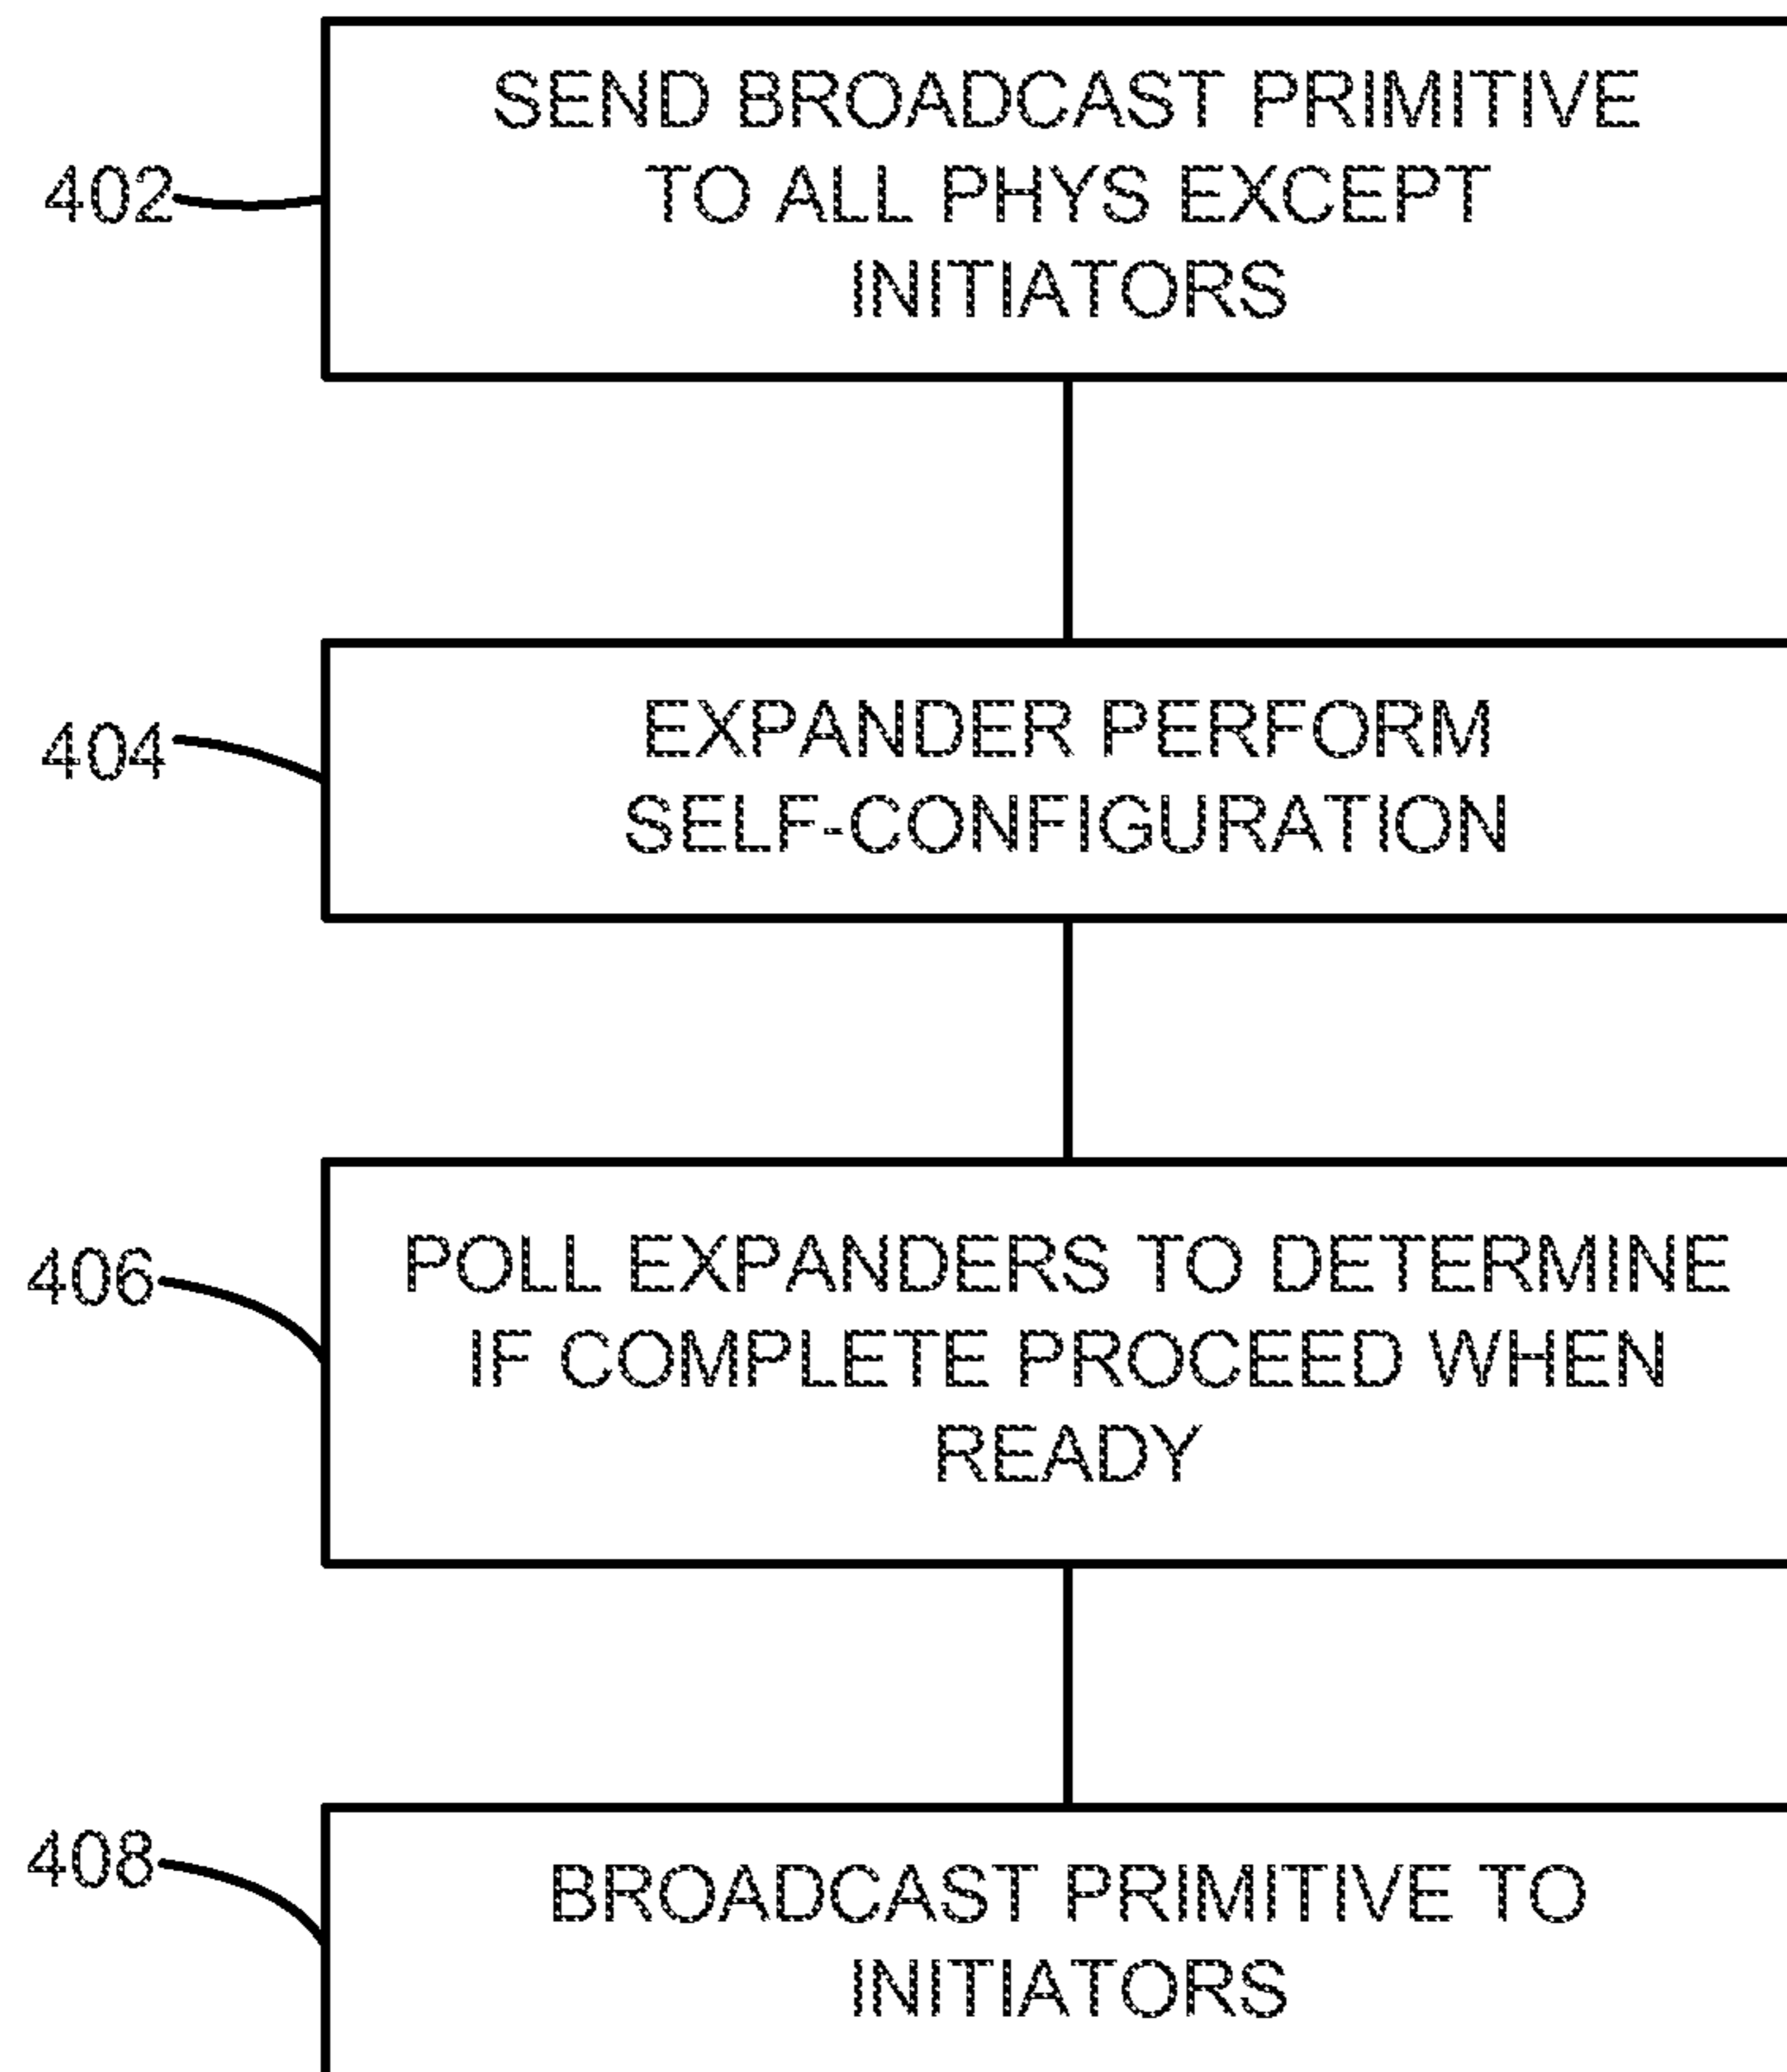 SEND BROADCAST PRIMITIVE
TO ALL PHYS EXCEPT
INITIATORS
402
EXPANDER PERFORM
SELF-CONFIGURATION
404
POLL EXPANDERS TO DETERMINE
IF COMPLETE PROCEED WHEN
READY
406
BROADCAST PRIMITIVE TO
INITIATORS
408